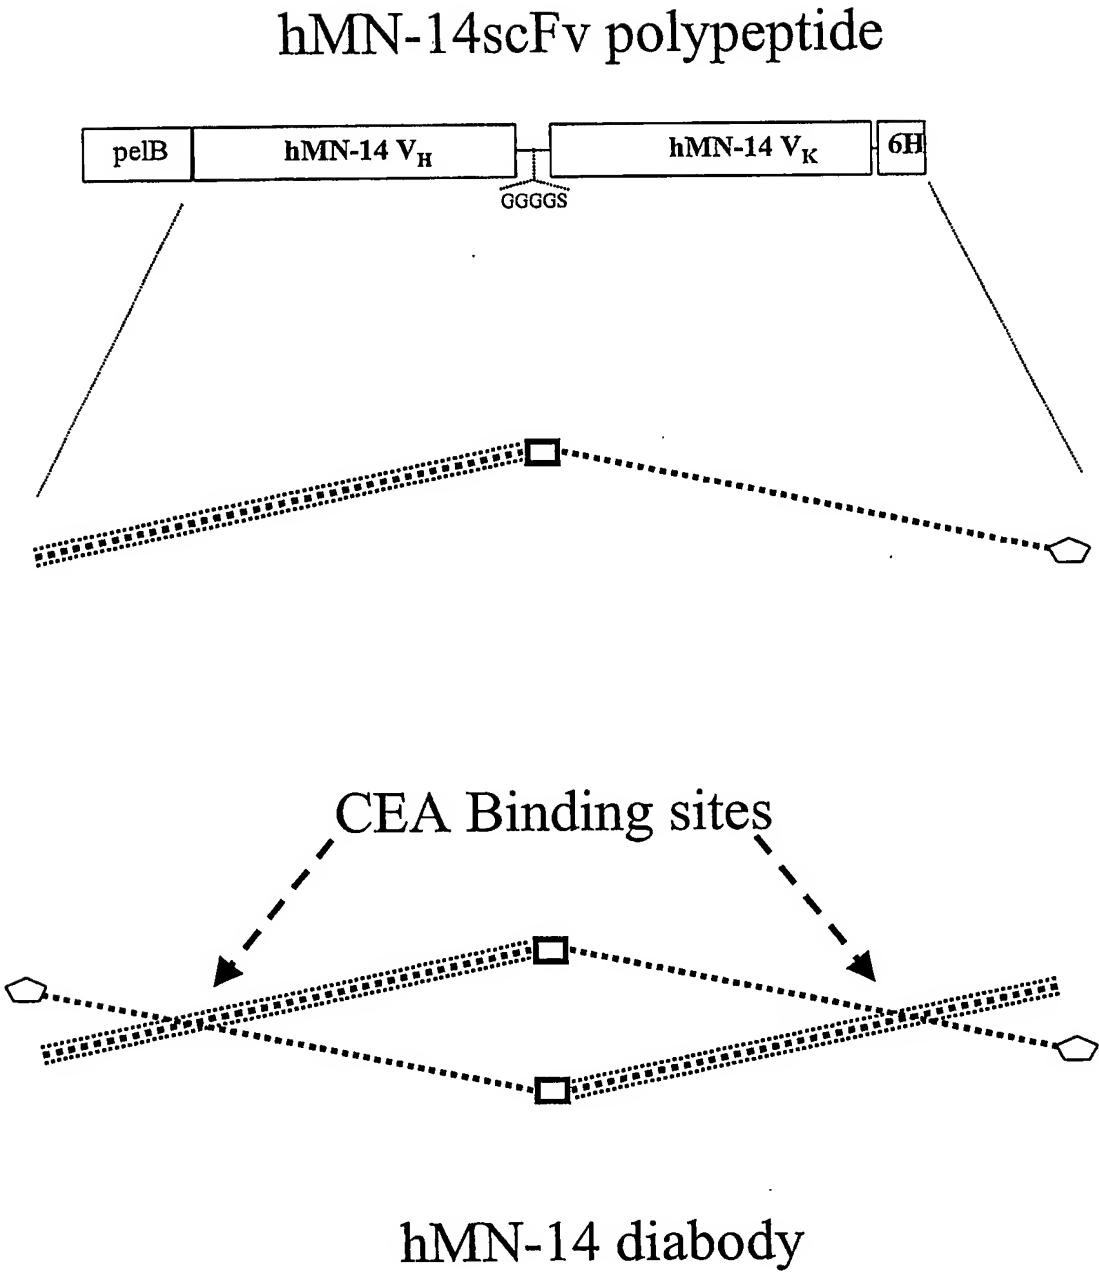 hMN-14scFv polypeptide
pelB hMN-14 VH hMN-14 VK 6H
GGGGS
CEA Binding sites
hMN-14 diabody